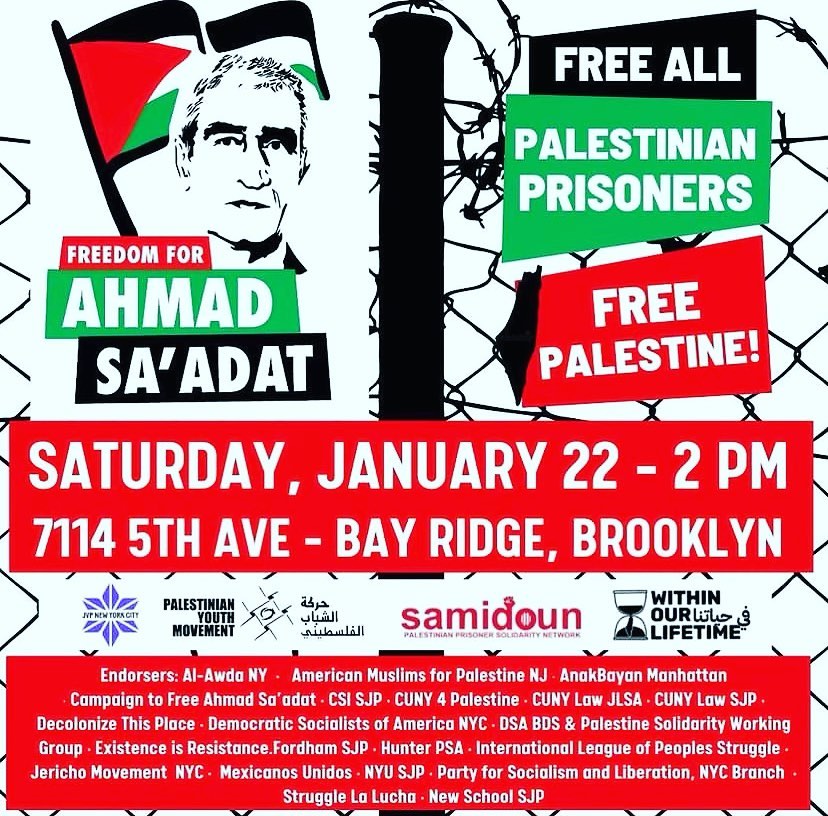 FREEDOM FOR
AHMAD
SA'ADAT
FREE ALL
PALESTINIAN
PRISONERS
FREE
PALESTINE!
SATURDAY, JANUARY 22 - 2 PM
7114 5TH AVE - BAY RIDGE, BROOKLYN
JVP NEW YORK CITY
PALESTINIAN
YOUTH
MOVEMENT
حركة
الشباب
الفلسطيني
samidoun
PALESTINIAN PRISONER SOLIDARITY NETWORK
WITHIN
OUR في حياتنا
LIFETIME
Endorsers: Al-Awda NY · American Muslims for Palestine NJ · AnakBayan Manhattan
· Campaign to Free Ahmad Sa'adat · CSI SJP · CUNY 4 Palestine · CUNY Law JLSA · CUNY Law SJP ·
Decolonize This Place · Democratic Socialists of America NYC · DSA BDS & Palestine Solidarity Working
Group · Existence is Resistance.Fordham SJP · Hunter PSA · International League of Peoples Struggle ·
Jericho Movement NYC · Mexicanos Unidos · NYU SJP · Party for Socialism and Liberation, NYC Branch ·
Struggle La Lucha · New School SJP